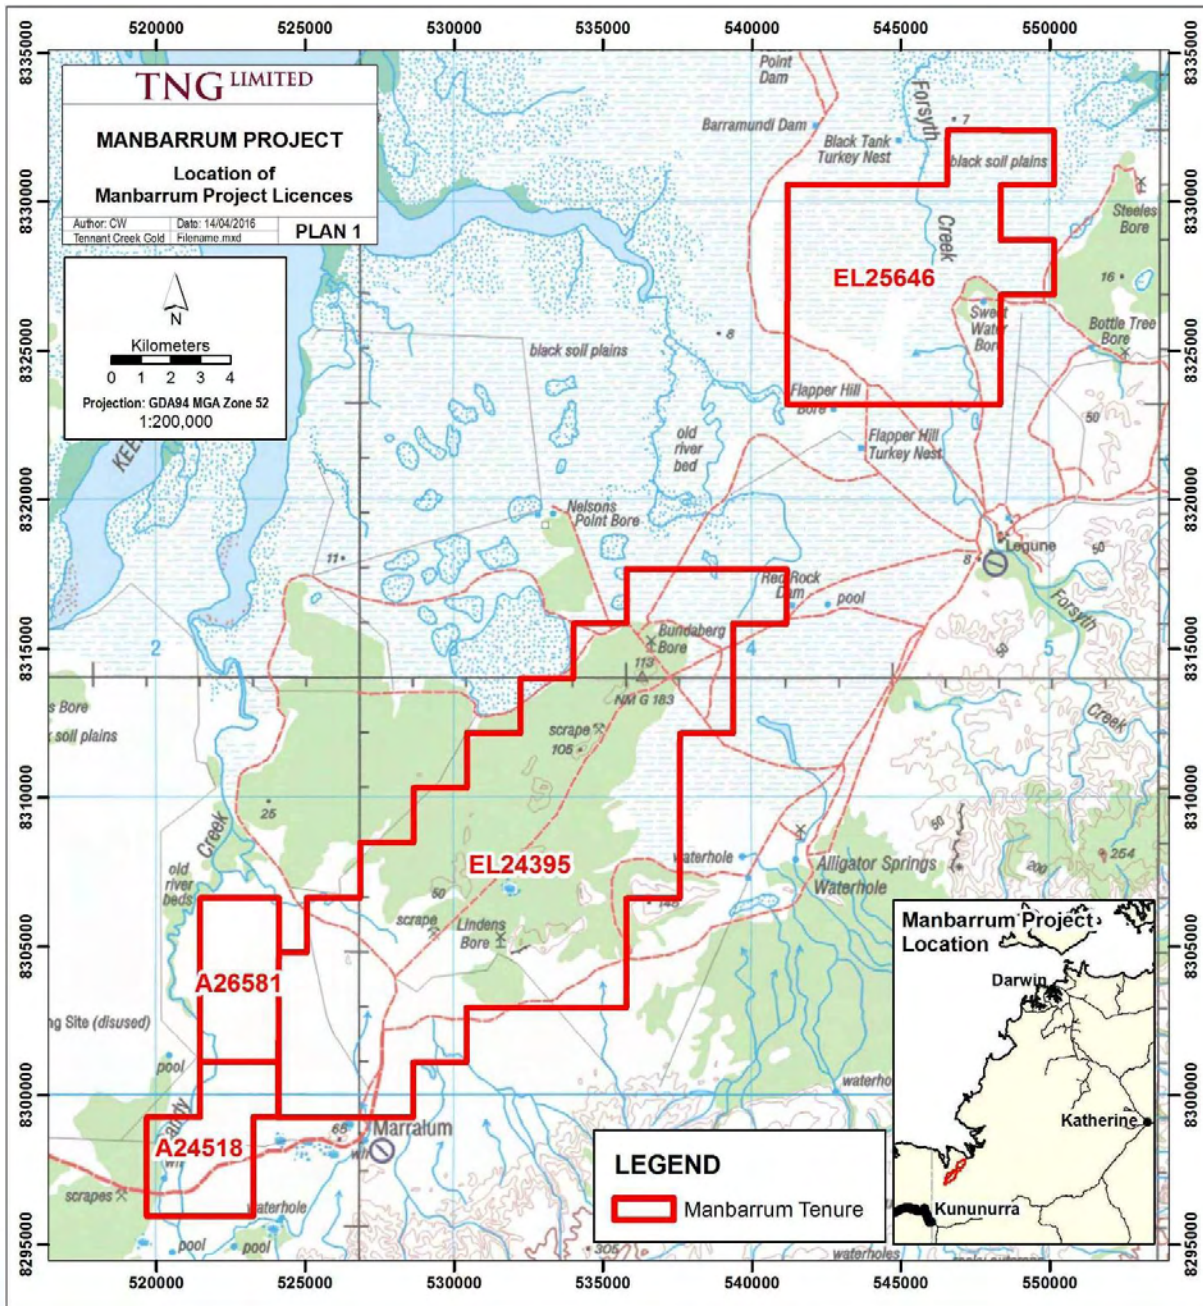 520000 525000 530000 535000 540000 545000 550000
8335000
8330000
8325000
8320000
8315000
8310000
8305000
8300000
8295000
TNG LIMITED
MANBARRUM PROJECT
Location of
Manbarrum Project Licences
Author: CW Date: 14/04/2016
Tennant Creek Gold Filename.mxd
PLAN 1
N
Kilometers
0 1 2 3 4
Projection: GDA94 MGA Zone 52
1:200,000
Point
Dam
Barramundi Dam
Black Tank
Turkey Nest
Forsyth
Creek
7
black soil plains
Steeles
Bore
16
EL25646
Sweet
Water
Bore
Bottle Tree
Bore
8
black soil plains
Flapper Hill
Bore
Flapper Hill
Turkey Nest
50
old
river
bed
Nelsons
Point Bore
11
Legune
8
50
Forsyth
Red Rock
Dam
pool
2
3
4
5
Bundaberg
Bore
113
NM G 183
50
Creek
s Bore
soil plains
scrape
105
25
Creek
EL24395
50
scrape
Lindens
Bore
waterhole
Alligator Springs
Waterhole
50
200
254
148
old
river
beds
A26581
ng Site (disused)
pool
A24518
65
Marralum
wh
scrapes
waterhole
pool
pool
305
waterholes
LEGEND
Manbarrum Tenure
Manbarrum Project
Location
Darwin
Katherine
Kununurra
520000 525000 530000 535000 540000 545000 550000
8335000
8330000
8325000
8320000
8315000
8310000
8305000
8300000
8295000